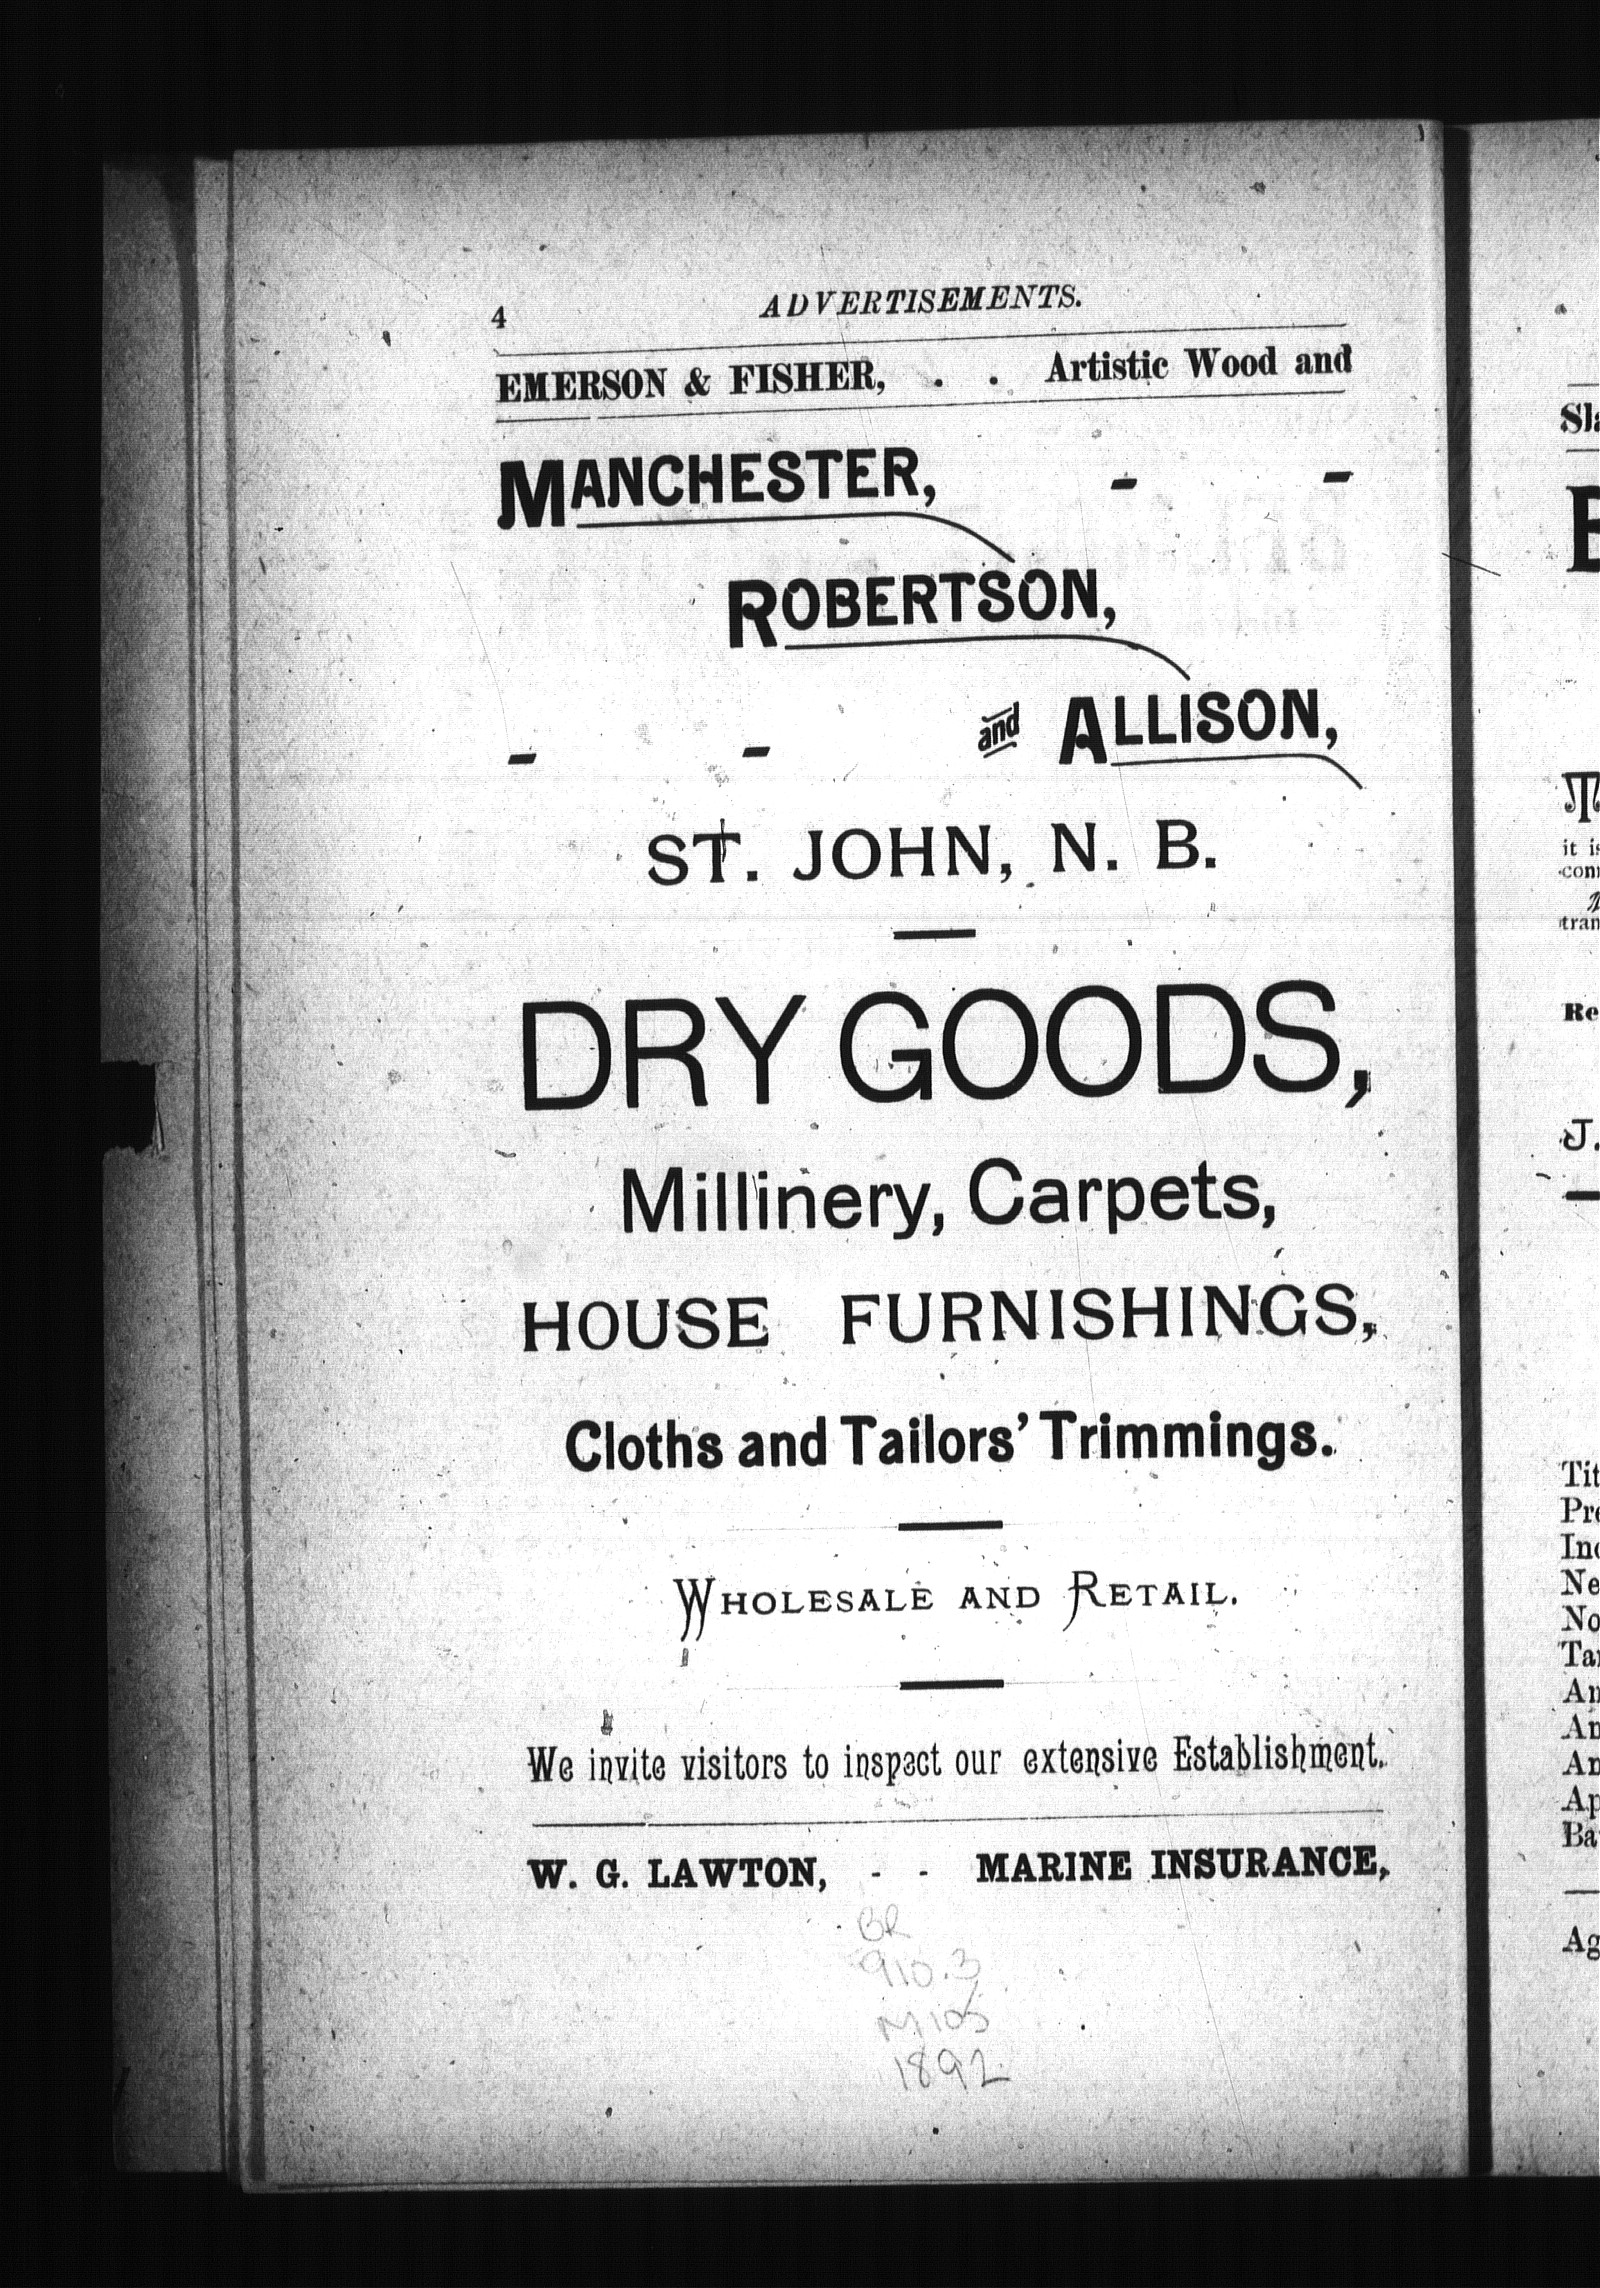 4 ADVERTISEMENTS.
EMERSON & FISHER, . . Artistic Wood and
MANCHESTER, - -
ROBERTSON,
- - and ALLISON,
ST. JOHN, N. B.
DRY GOODS,
Millinery, Carpets,
HOUSE FURNISHINGS,
Cloths and Tailors' Trimmings.
WHOLESALE AND RETAIL.
We invite visitors to inspect our extensive Establishment.
W. G. LAWTON, - - MARINE INSURANCE,
BR
910.3
M105
1892